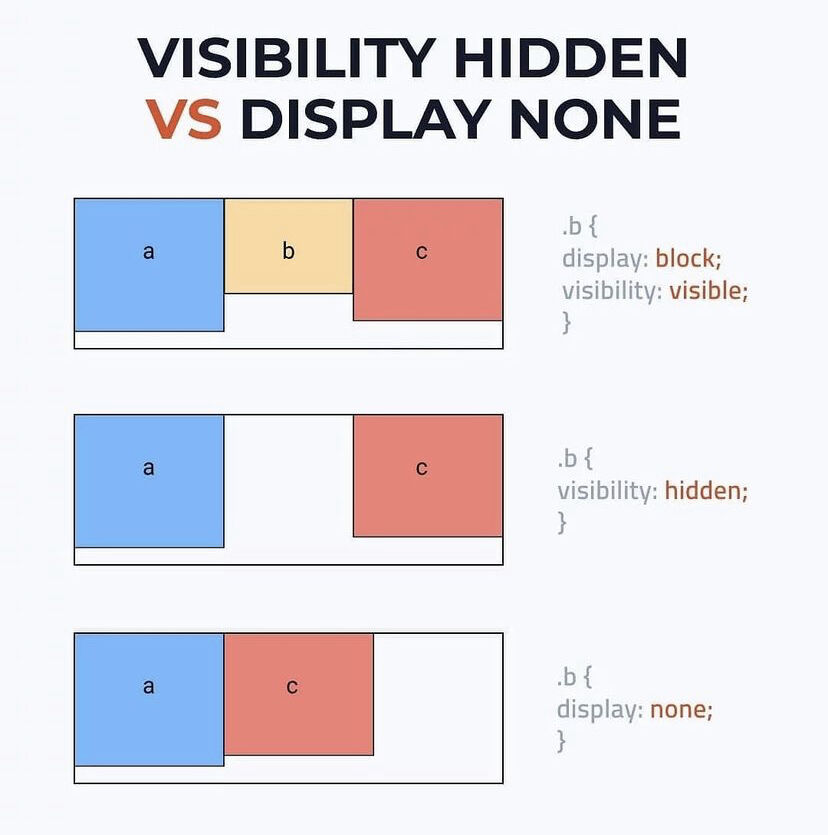 VISIBILITY HIDDEN
VS DISPLAY NONE
a
b
c
.b {
display: block;
visibility: visible;
}
a
c
.b {
visibility: hidden;
}
a
c
.b {
display: none;
}